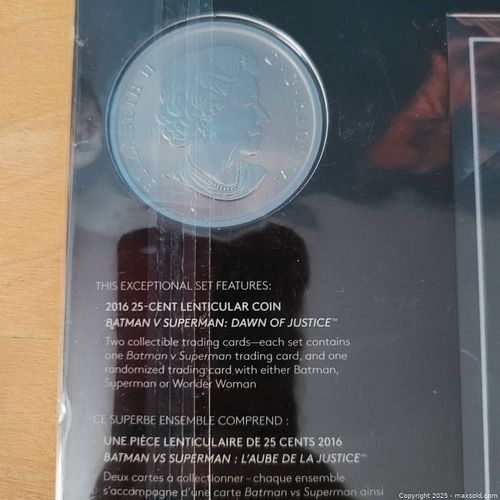 ELIZABETH II D·G·REGINA
THIS EXCEPTIONAL SET FEATURES:
2016 25-CENT LENTICULAR COIN
BATMAN V SUPERMAN: DAWN OF JUSTICE™
Two collectible trading cards—each set contains
one Batman v Superman trading card, and one
randomized trading card with either Batman,
Superman or Wonder Woman
CE SUPERBE ENSEMBLE COMPREND :
UNE PIÈCE LENTICULAIRE DE 25 CENTS 2016
BATMAN VS SUPERMAN : L'AUBE DE LA JUSTICE™
Deux cartes à collectionner – chaque ensemble
s'accompagne d'une carte Batman vs Superman ainsi
Copyright 2025 - maxsold.com